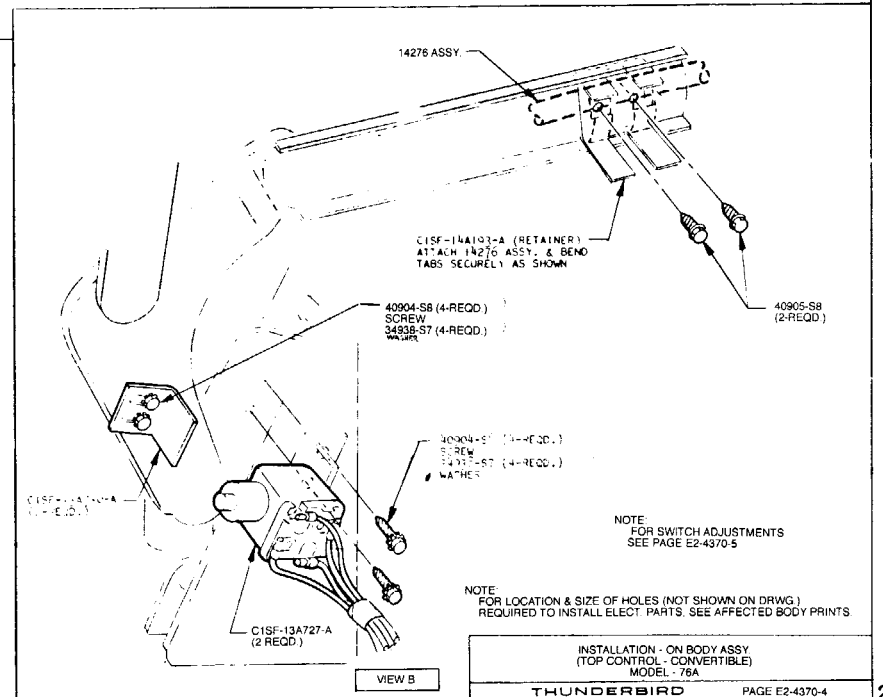 14276 ASSY.
C1SF-14A193-A (RETAINER)
ATTACH 14276 ASSY. & BEND
TABS SECURELY AS SHOWN
40905-S8
(2-REQD.)
40904-S8 (4-REQD.)
SCREW
34938-S7 (4-REQD.)
WASHER
(4-REQD.)
SCREW
(4-REQD.)
WASHER
NOTE:
FOR SWITCH ADJUSTMENTS
SEE PAGE E2-4370-5
NOTE:
FOR LOCATION & SIZE OF HOLES (NOT SHOWN ON DRWG.)
REQUIRED TO INSTALL ELECT. PARTS, SEE AFFECTED BODY PRINTS.
C1SF-13A727-A
(2 REQD.)
VIEW B
INSTALLATION - ON BODY ASSY.
(TOP CONTROL - CONVERTIBLE)
MODEL - 76A
THUNDERBIRD PAGE E2-4370-4